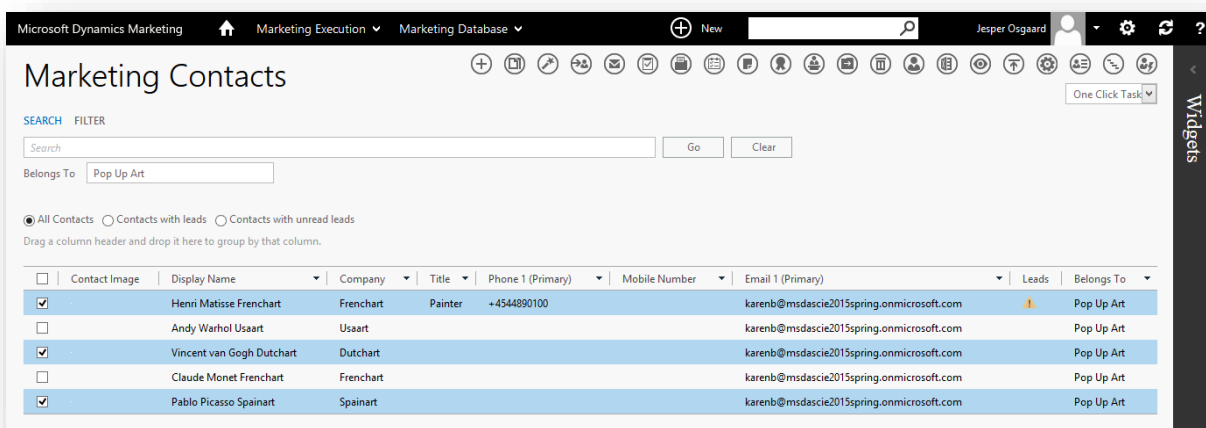 Microsoft Dynamics Marketing Marketing Execution Marketing Database New Jesper Osgaard ?
Marketing Contacts
One Click Task
Widgets
SEARCH FILTER
Search Go Clear
Belongs To Pop Up Art
All Contacts Contacts with leads Contacts with unread leads
Drag a column header and drop it here to group by that column.
Contact Image Display Name Company Title Phone 1 (Primary) Mobile Number Email 1 (Primary) Leads Belongs To
Henri Matisse Frenchart Frenchart Painter +4544890100 karenb@msdascie2015spring.onmicrosoft.com Pop Up Art
Andy Warhol Usaart Usaart karenb@msdascie2015spring.onmicrosoft.com Pop Up Art
Vincent van Gogh Dutchart Dutchart karenb@msdascie2015spring.onmicrosoft.com Pop Up Art
Claude Monet Frenchart Frenchart karenb@msdascie2015spring.onmicrosoft.com Pop Up Art
Pablo Picasso Spainart Spainart karenb@msdascie2015spring.onmicrosoft.com Pop Up Art